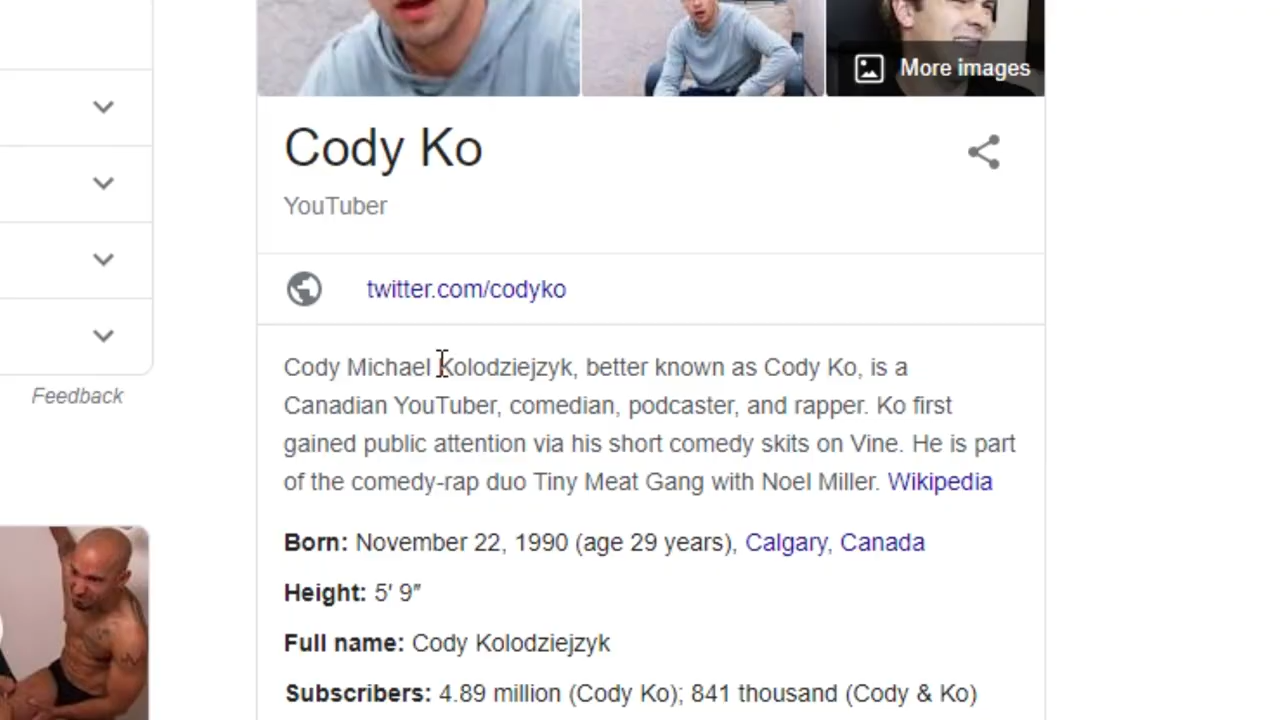 More images
Cody Ko
YouTuber
twitter.com/codyko
Cody Michael Kolodziejzyk, better known as Cody Ko, is a
Canadian YouTuber, comedian, podcaster, and rapper. Ko first
gained public attention via his short comedy skits on Vine. He is part
of the comedy-rap duo Tiny Meat Gang with Noel Miller. Wikipedia
Feedback
Born: November 22, 1990 (age 29 years), Calgary, Canada
Height: 5′ 9″
Full name: Cody Kolodziejzyk
Subscribers: 4.89 million (Cody Ko); 841 thousand (Cody & Ko)